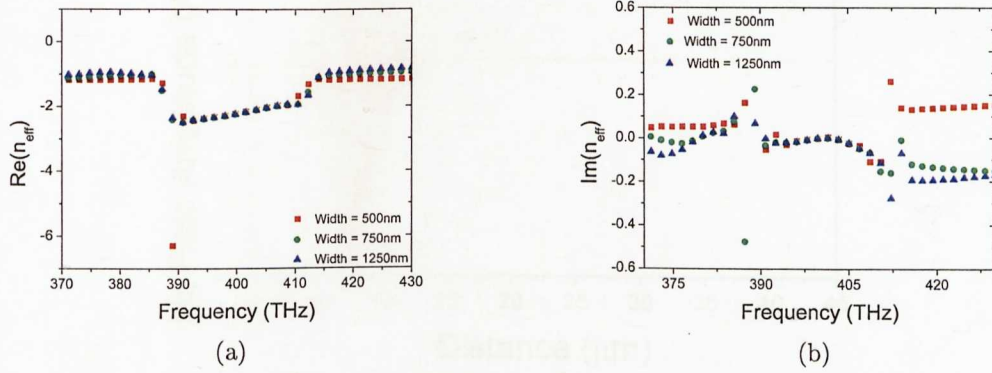 0
-2
-4
-6
Re(n_eff)
370 380 390 400 410 420 430
Frequency (THz)
Width = 500nm
Width = 750nm
Width = 1250nm
(a)
0.6
0.4
0.2
0.0
-0.2
-0.4
-0.6
Im(n_eff)
375 390 405 420
Frequency (THz)
Width = 500nm
Width = 750nm
Width = 1250nm
(b)
Distance (μm)